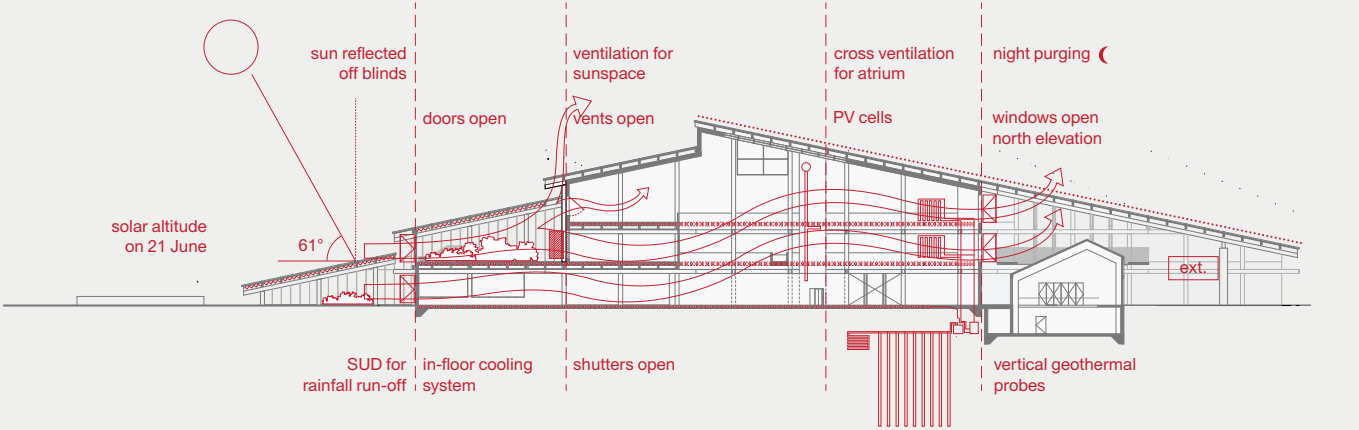 sun reflected
off blinds
ventilation for
sunspace
cross ventilation
for atrium
night purging
doors open
vents open
PV cells
windows open
north elevation
solar altitude
on 21 June
61°
ext.
SUD for
rainfall run-off
in-floor cooling
system
shutters open
vertical geothermal
probes